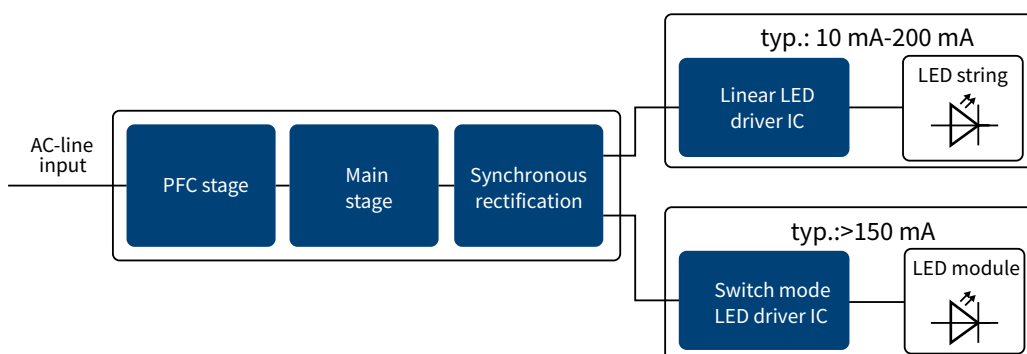 AC-line
input
PFC stage
Main
stage
Synchronous
rectification
typ.: 10 mA-200 mA
Linear LED
driver IC
LED string
typ.:>150 mA
Switch mode
LED driver IC
LED module